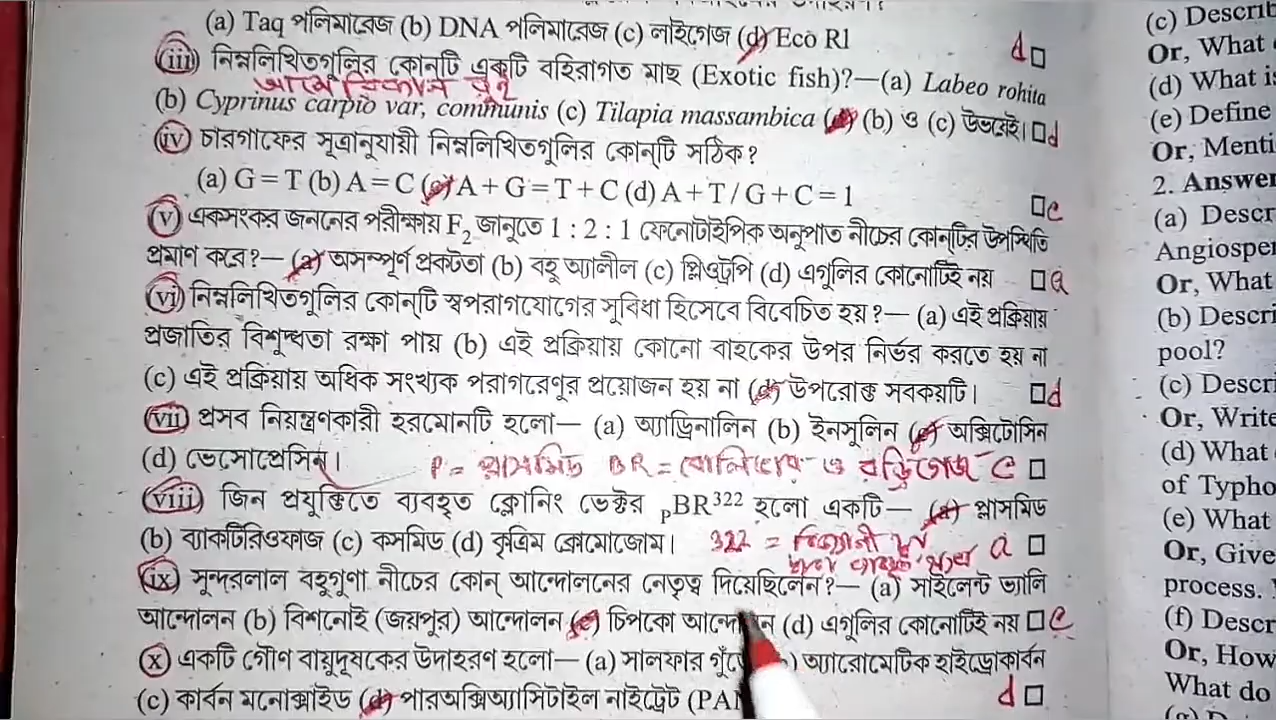 (a) Taq পলিমারেজ (b) DNA পলিমারেজ (c) লাইগেজ (d) Eco R1 d
(iii) নিম্নলিখিতগুলির কোন্‌টি একটি বহিরাগত মাছ (Exotic fish)?—(a) Labeo rohita
(b) Cyprinus carpio var, communis (c) Tilapia massambica (d) (b) ও (c) উভয়েই। d
(iv) চারগাফের সূত্রানুযায়ী নিম্নলিখিতগুলির কোন্‌টি সঠিক?
(a) G = T (b) A = C (c) A + G = T + C (d) A + T / G + C = 1 c
(v) একসংকর জননের পরীক্ষায় F2 জানুতে 1 : 2 : 1 ফেনোটাইপিক অনুপাত নীচের কোন্‌টির উপস্থিতি
প্রমাণ করে?— (a) অসম্পূর্ণ প্রকটতা (b) বহু অ্যালীল (c) প্লিওট্রপি (d) এগুলির কোনোটিই নয় a
(vi) নিম্নলিখিতগুলির কোন্‌টি স্বপরাগযোগের সুবিধা হিসেবে বিবেচিত হয়?— (a) এই প্রক্রিয়ায়
প্রজাতির বিশুদ্ধতা রক্ষা পায় (b) এই প্রক্রিয়ায় কোনো বাহকের উপর নির্ভর করতে হয় না
(c) এই প্রক্রিয়ায় অধিক সংখ্যক পরাগরেণুর প্রয়োজন হয় না (d) উপরোক্ত সবকয়টি। d
(vii) প্রসব নিয়ন্ত্রণকারী হরমোনটি হলো— (a) অ্যাড্রিনালিন (b) ইনসুলিন (c) অক্সিটোসিন
(d) ভেসোপ্রেসিন্। P = প্লাসমিড BR = বোলিভার ও রড্রিগেজ c
(viii) জিন প্রযুক্তিতে ব্যবহৃত ক্লোনিং ভেক্টর pBR322 হলো একটি— (a) প্লাসমিড
(b) ব্যাকটিরিওফাজ (c) কসমিড (d) কৃত্রিম ক্রোমোজোম। 322 = a
(ix) সুন্দরলাল বহুগুণা নীচের কোন্ আন্দোলনের নেতৃত্ব দিয়েছিলেন?— (a) সাইলেন্ট ভ্যালি
আন্দোলন (b) বিশনোই (জয়পুর) আন্দোলন (c) চিপকো (d) এগুলির কোনোটিই নয় c
(x) একটি গৌণ বায়ুদূষকের উদাহরণ হলো— (a) সালফার অ্যারোমেটিক হাইড্রোকার্বন
(c) কার্বন মনোক্সাইড (d) পারঅক্সিঅ্যাসিটাইল নাইট্রেট d
(c) Describ
Or, What
(d) What i
(e) Define
Or, Menti
2. Answer
(a) Descr
Angiosper
Or, What
(b) Descri
pool?
(c) Descri
Or, Write
(d) What
of Typho
(e) What
Or, Give
process.
(f) Descr
Or, How
What do